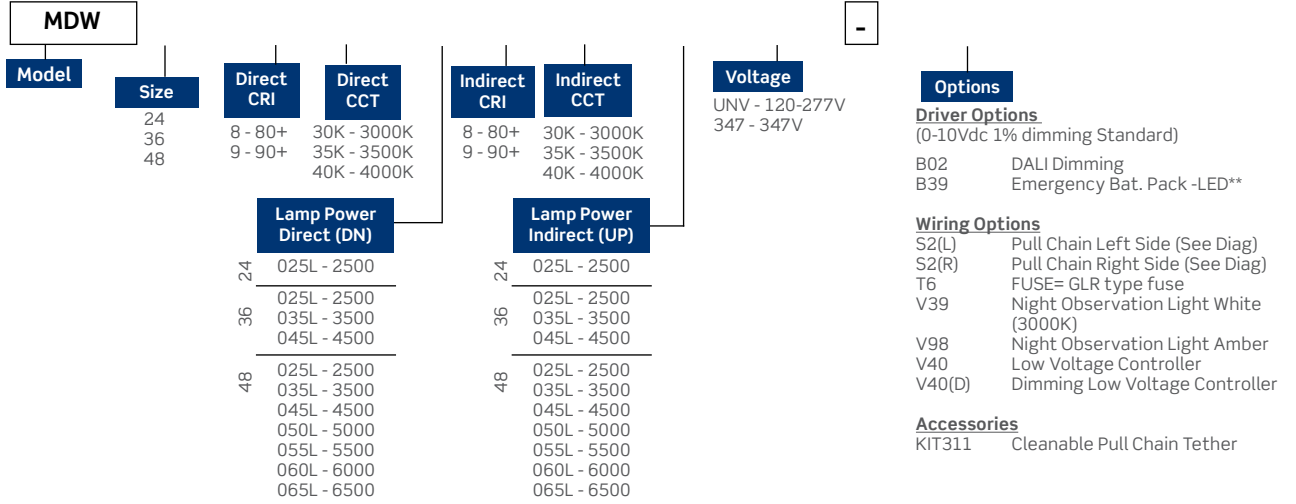 MDW
-
Model
Size
24
36
48
Direct
CRI
8 - 80+
9 - 90+
Direct
CCT
30K - 3000K
35K - 3500K
40K - 4000K
Lamp Power
Direct (DN)
24
025L - 2500
36
025L - 2500
035L - 3500
045L - 4500
48
025L - 2500
035L - 3500
045L - 4500
050L - 5000
055L - 5500
060L - 6000
065L - 6500
Indirect
CRI
8 - 80+
9 - 90+
Indirect
CCT
30K - 3000K
35K - 3500K
40K - 4000K
Lamp Power
Indirect (UP)
24
025L - 2500
36
025L - 2500
035L - 3500
045L - 4500
48
025L - 2500
035L - 3500
045L - 4500
050L - 5000
055L - 5500
060L - 6000
065L - 6500
Voltage
UNV - 120-277V
347 - 347V
Options
Driver Options
(0-10Vdc 1% dimming Standard)
B02 DALI Dimming
B39 Emergency Bat. Pack -LED**
Wiring Options
S2(L) Pull Chain Left Side (See Diag)
S2(R) Pull Chain Right Side (See Diag)
T6 FUSE= GLR type fuse
V39 Night Observation Light White
(3000K)
V98 Night Observation Light Amber
V40 Low Voltage Controller
V40(D) Dimming Low Voltage Controller
Accessories
KIT311 Cleanable Pull Chain Tether